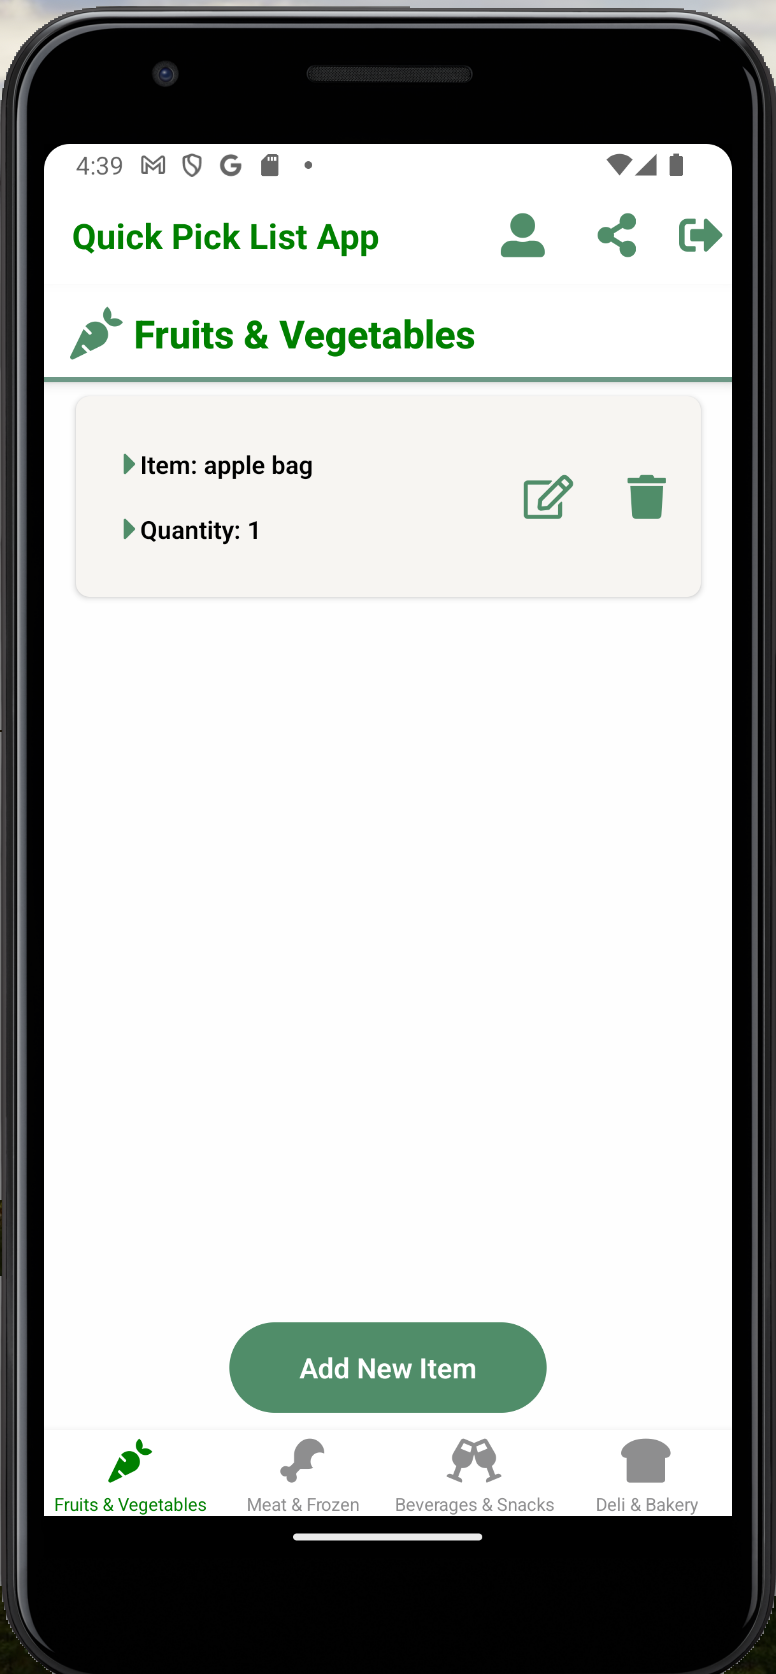 4:39
Quick Pick List App
Fruits & Vegetables
Item: apple bag
Quantity: 1
Add New Item
Fruits & Vegetables Meat & Frozen Beverages & Snacks Deli & Bakery